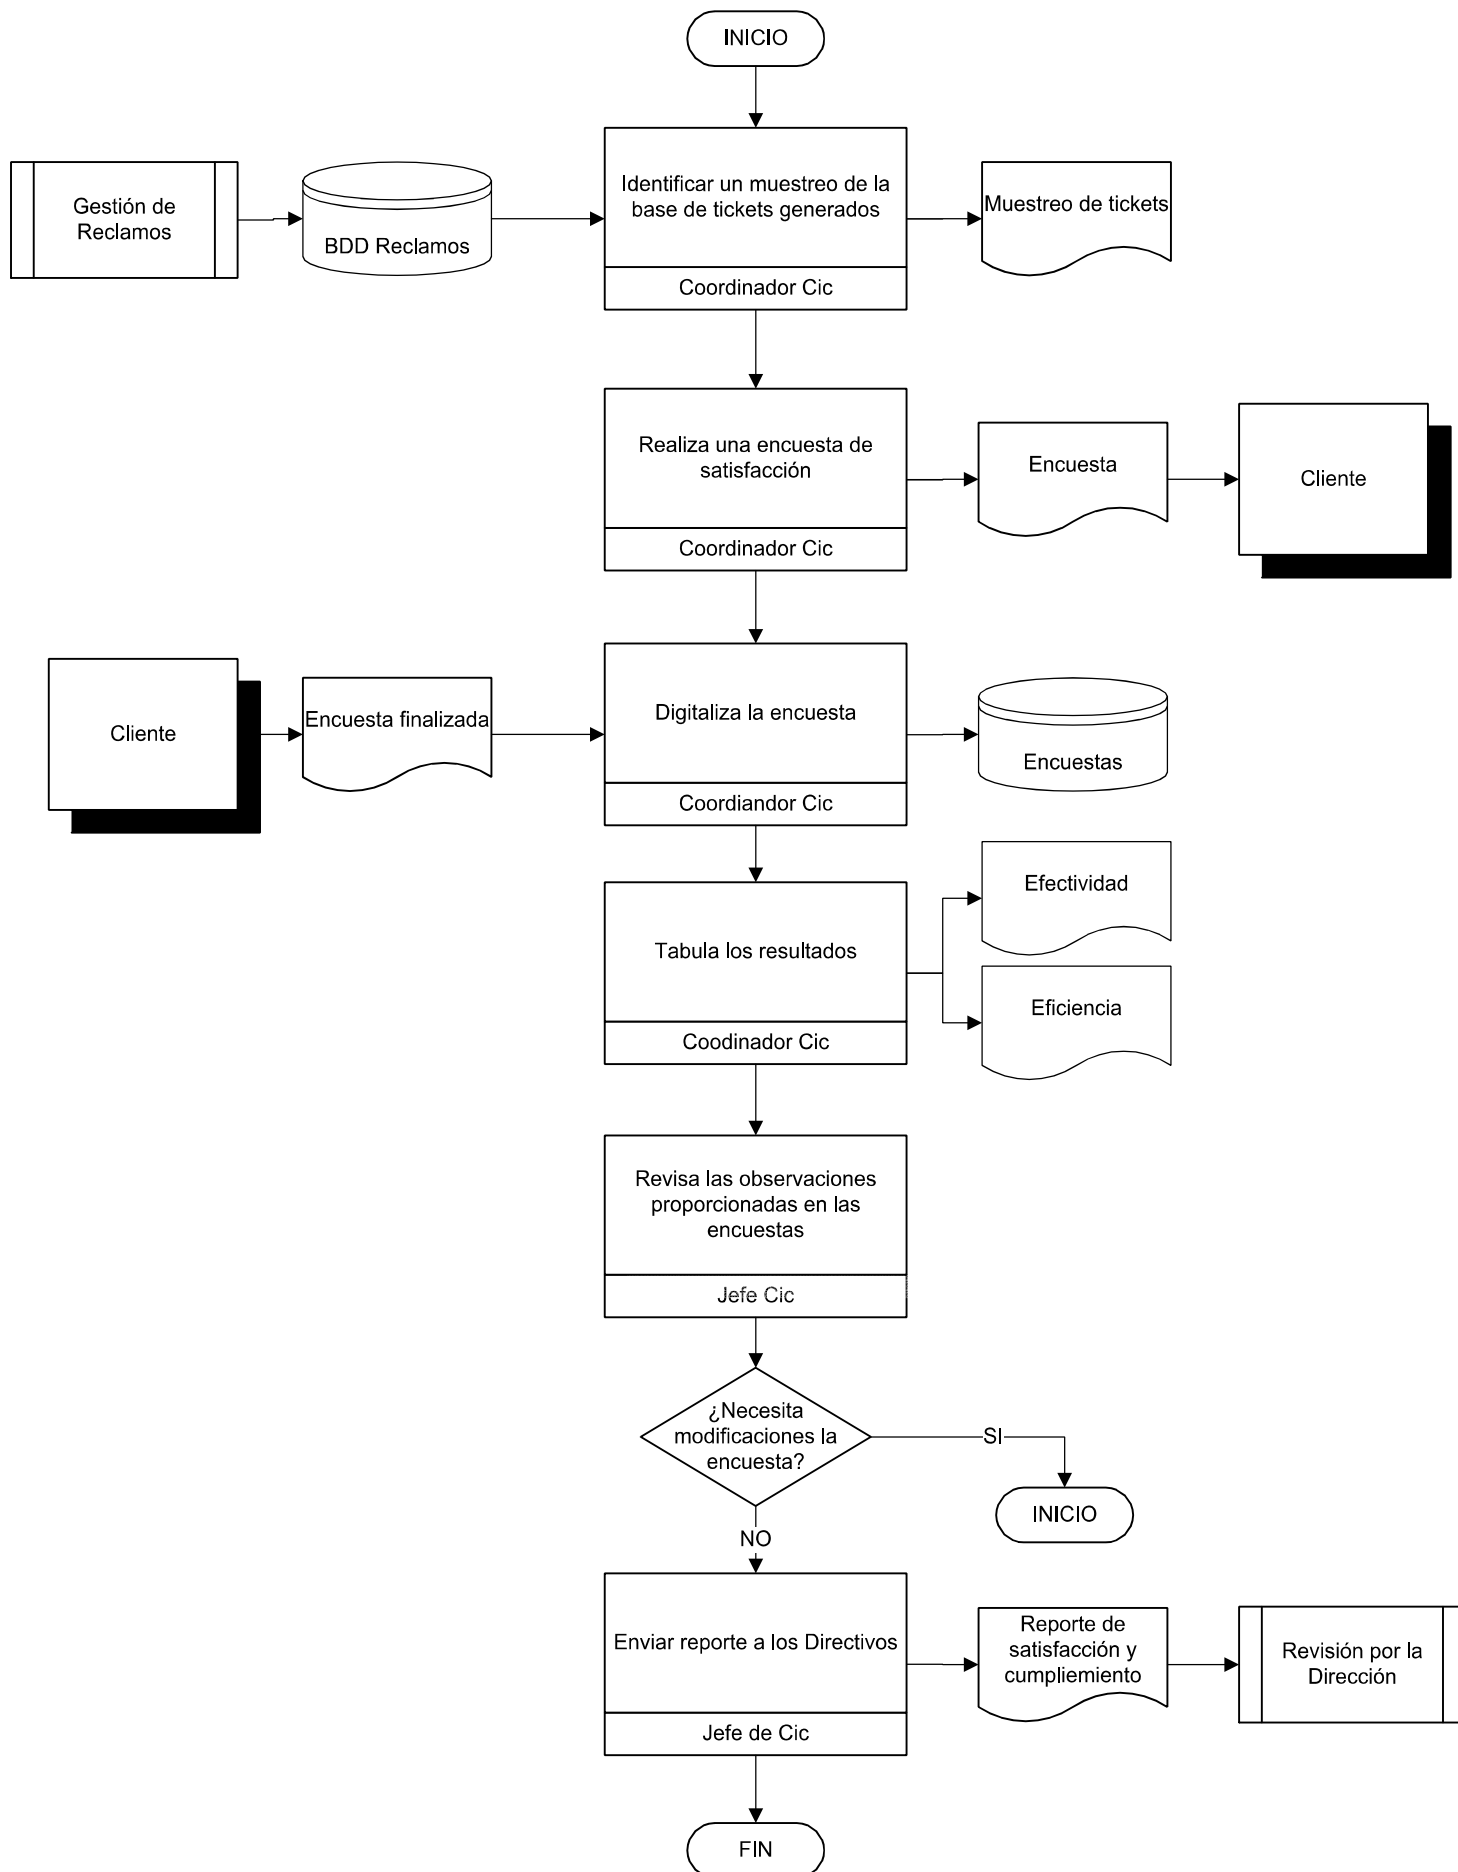 INICIO
Gestión de
Reclamos
BDD Reclamos
Identificar un muestreo de la
base de tickets generados
Coordinador Cic
Muestreo de tickets
Realiza una encuesta de
satisfacción
Coordinador Cic
Encuesta
Cliente
Cliente
Encuesta finalizada
Digitaliza la encuesta
Coordiandor Cic
Encuestas
Tabula los resultados
Coodinador Cic
Efectividad
Eficiencia
Revisa las observaciones
proporcionadas en las
encuestas
Jefe Cic
¿Necesita
modificaciones la
encuesta?
SI
INICIO
NO
Enviar reporte a los Directivos
Jefe de Cic
Reporte de
satisfacción y
cumpliemiento
Revisión por la
Dirección
FIN